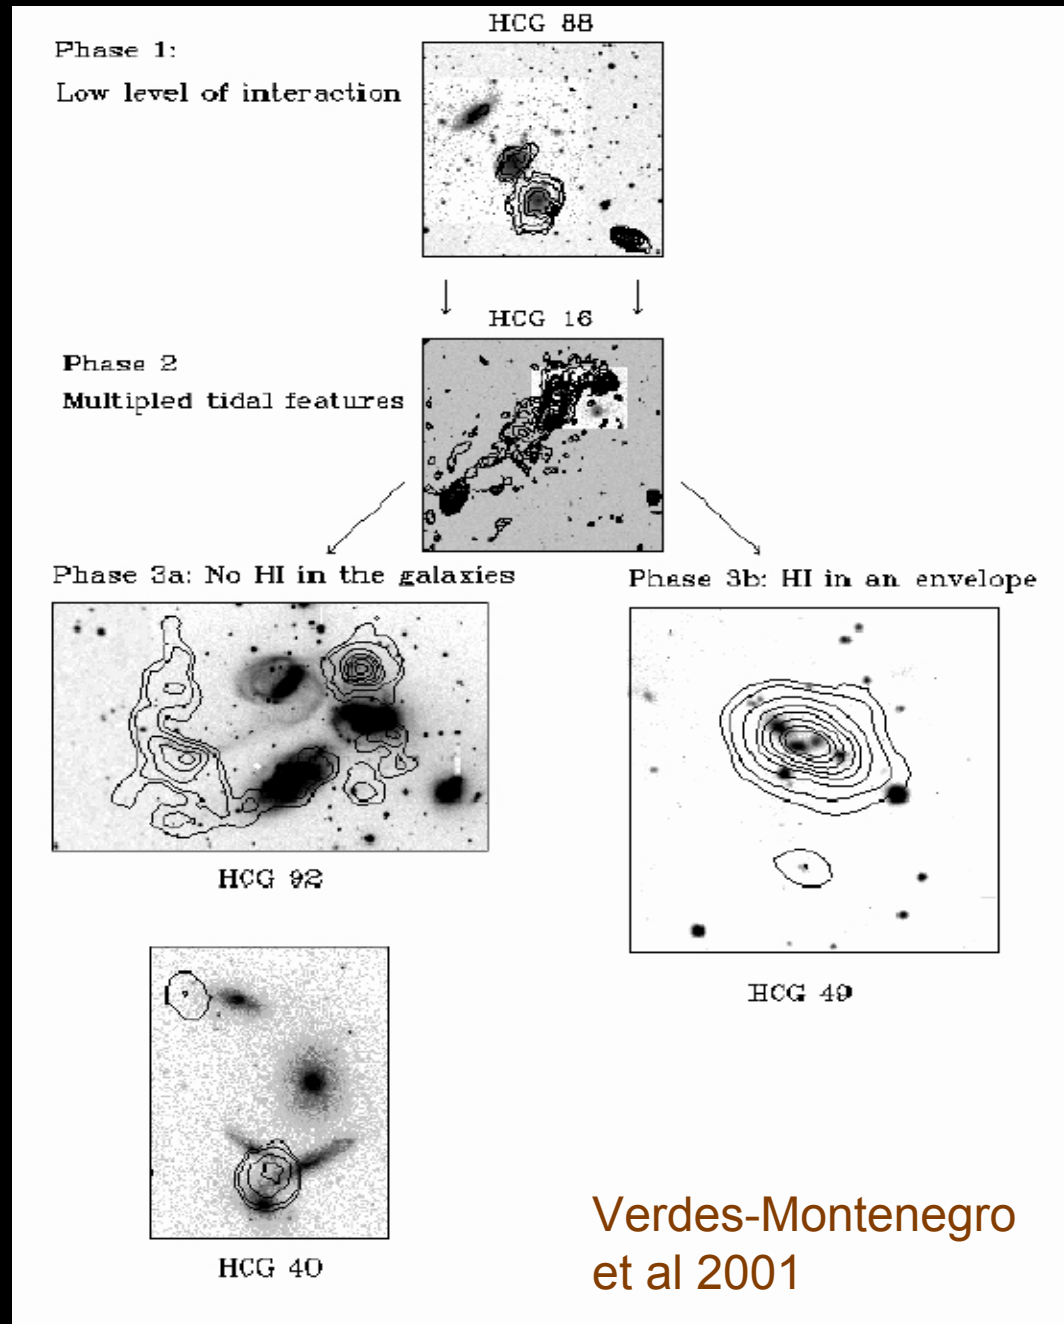 HCG 88
Phase 1:
Low level of interaction
HCG 16
Phase 2
Multipled tidal features
Phase 3a: No HI in the galaxies
Phase 3b: HI in an envelope
HCG 92
HCG 49
HCG 40
Verdes-Montenegro
et al 2001